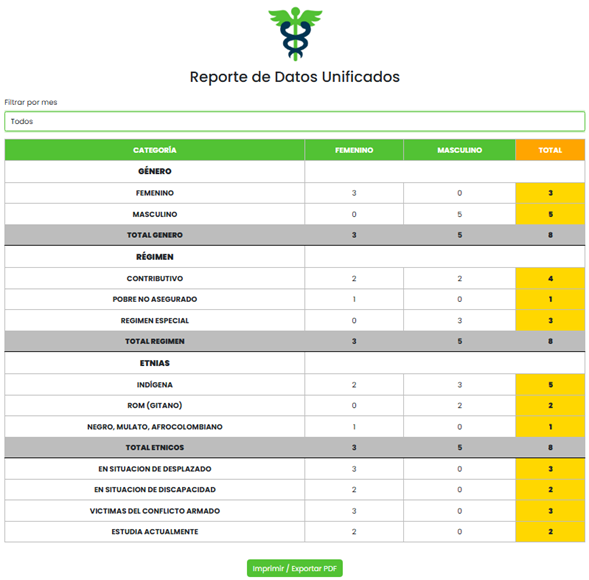 Reporte de Datos Unificados
Filtrar por mes
Todos
CATEGORÍA FEMENINO MASCULINO TOTAL
GÉNERO
FEMENINO 3 0 3
MASCULINO 0 5 5
TOTAL GENERO 3 5 8
RÉGIMEN
CONTRIBUTIVO 2 2 4
POBRE NO ASEGURADO 1 0 1
REGIMEN ESPECIAL 0 3 3
TOTAL REGIMEN 3 5 8
ETNIAS
INDÍGENA 2 3 5
ROM (GITANO) 0 2 2
NEGRO, MULATO, AFROCOLOMBIANO 1 0 1
TOTAL ETNICOS 3 5 8
EN SITUACION DE DESPLAZADO 3 0 3
EN SITUACION DE DISCAPACIDAD 2 0 2
VICTIMAS DEL CONFLICTO ARMADO 3 0 3
ESTUDIA ACTUALMENTE 2 0 2
Imprimir / Exportar PDF